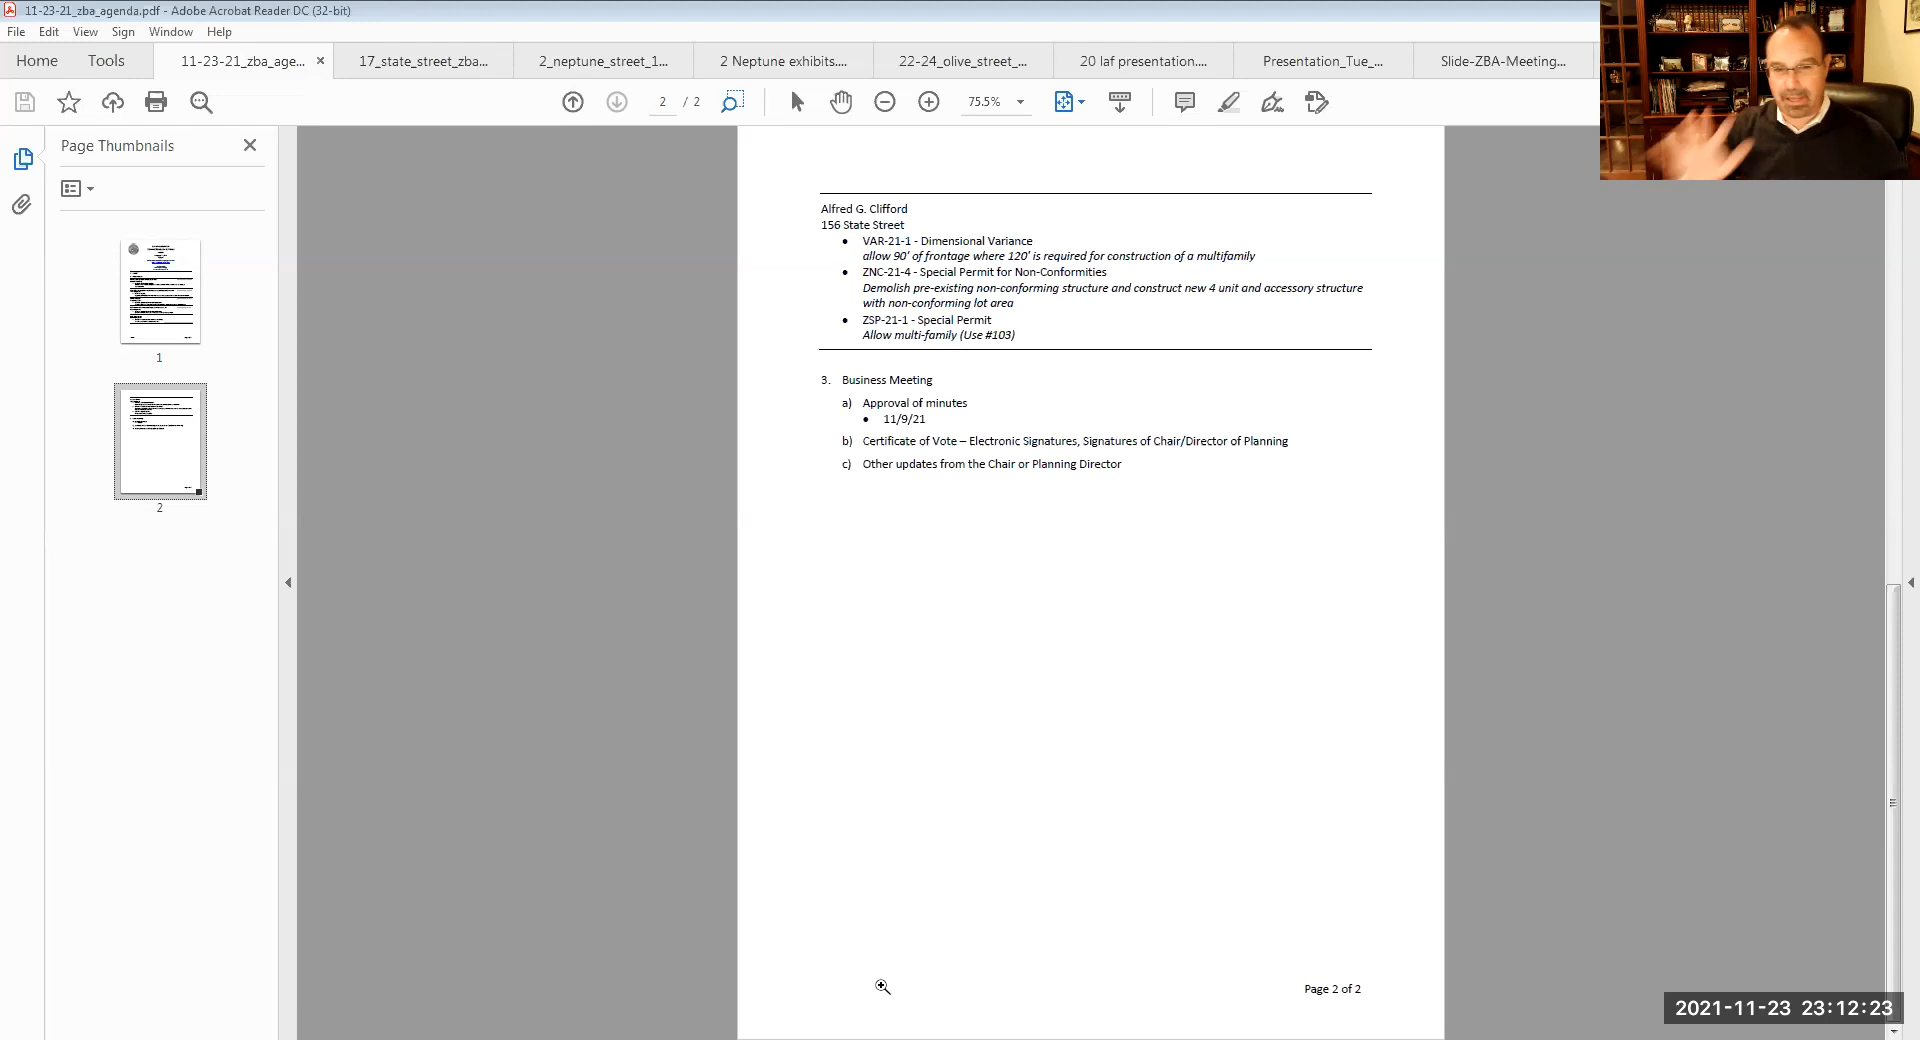 11-23-21_zba_agenda.pdf - Adobe Acrobat Reader DC (32-bit)
File Edit View Sign Window Help
Home Tools 11-23-21_zba_age... × 17_state_street_zba... 2_neptune_street_1... 2 Neptune exhibits.... 22-24_olive_street_... 20 laf presentation.... Presentation_Tue_... Slide-ZBA-Meeting...
2 / 2 75.5%
Page Thumbnails
1
2
Alfred G. Clifford
156 State Street
• VAR-21-1 - Dimensional Variance
allow 90' of frontage where 120' is required for construction of a multifamily
• ZNC-21-4 - Special Permit for Non-Conformities
Demolish pre-existing non-conforming structure and construct new 4 unit and accessory structure
with non-conforming lot area
• ZSP-21-1 - Special Permit
Allow multi-family (Use #103)
3. Business Meeting
a) Approval of minutes
• 11/9/21
b) Certificate of Vote – Electronic Signatures, Signatures of Chair/Director of Planning
c) Other updates from the Chair or Planning Director
Page 2 of 2
2021-11-23 23:12:23